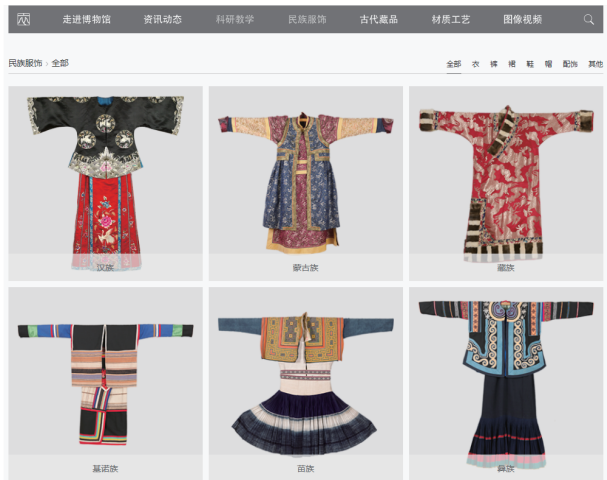 走进博物馆 资讯动态 科研教学 民族服饰 古代藏品 材质工艺 图像视频
民族服饰 › 全部
全部 衣 裤 裙 鞋 帽 配饰 其他
汉族 蒙古族 藏族
基诺族 苗族 彝族